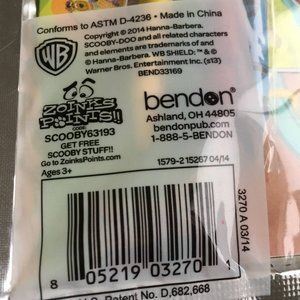 Conforms to ASTM D-4236 • Made in China
WB
Copyright © 2014 Hanna-Barbera.
SCOOBY-DOO and all related characters
and elements are trademarks of and
© Hanna-Barbera. WB SHIELD: ™ & ©
Warner Bros. Entertainment Inc. (s13)
BEND33169
ZOINKS POINTS!!
CODE:
SCOOBY63193
GET FREE
SCOOBY STUFF!!
Go to ZoinksPoints.com
Ages 3+
bendon®
Ashland, OH 44805
bendonpub.com
1-888-5-BENDON
1579-2 15267 04/14
3270 A 03/14
8 05219 03270 1
Patent No. D,682,668